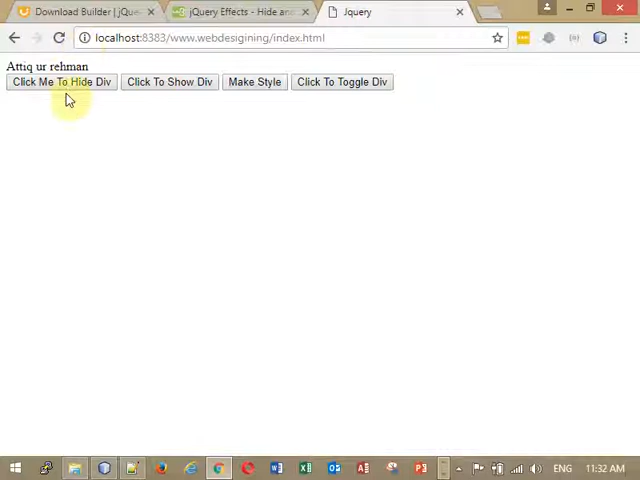 Download Builder | jQue
jQuery Effects - Hide and
Jquery
localhost:8383/www.webdesigining/index.html
Attiq ur rehman
Click Me To Hide Div
Click To Show Div
Make Style
Click To Toggle Div
ENG
11:32 AM